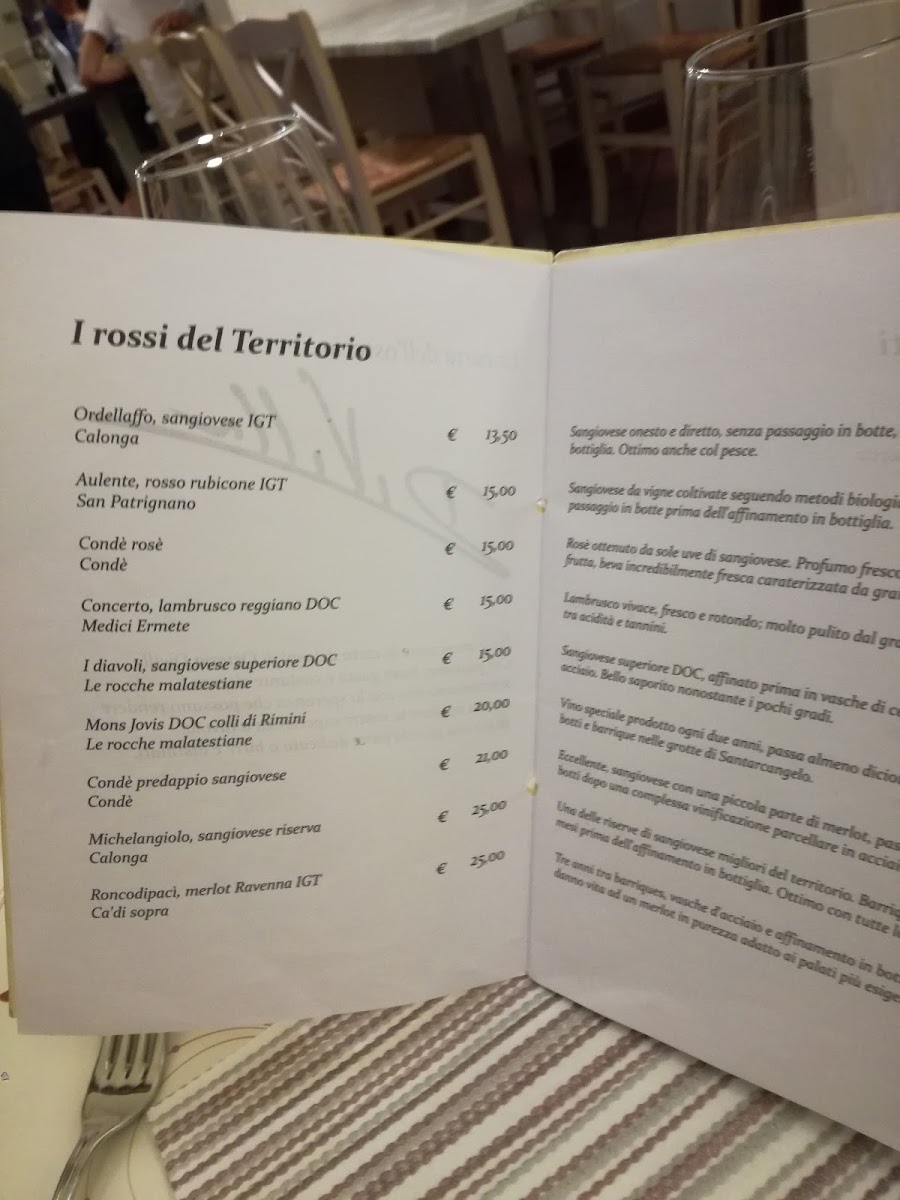 I rossi del Territorio
Ordellaffo, sangiovese IGT
Calonga
€ 13,50
Aulente, rosso rubicone IGT
San Patrignano
€ 15,00
Condè rosè
Condè
€ 15,00
Concerto, lambrusco reggiano DOC
Medici Ermete
€ 15,00
I diavoli, sangiovese superiore DOC
Le rocche malatestiane
€ 15,00
Mons Jovis DOC colli di Rimini
Le rocche malatestiane
€ 20,00
Condè predappio sangiovese
Condè
€ 21,00
Michelangiolo, sangiovese riserva
Calonga
€ 25,00
Roncodipacì, merlot Ravenna IGT
Ca'di sopra
€ 25,00
Sangiovese onesto e diretto, senza passaggio in botte,
bottiglia. Ottimo anche col pesce.
Sangiovese da vigne coltivate seguendo metodi
passaggio in botte prima dell'affinamento in bottiglia.
Rosè ottenuto da sole uve di sangiovese. Profumo fresco
frutta, beva incredibilmente fresca caraterizzata da
Lambrusco vivace, fresco e rotondo; molto pulito dal
tra acidità e tannini.
Sangiovese superiore DOC, affinato prima in vasche di
acciaio. Bello saporito nonostante i pochi gradi.
Vino speciale prodotto ogni due anni, passa almeno
botti e barrique nelle grotte di Santarcangelo.
Eccellente, sangiovese con una piccola parte di merlot,
botti dopo una complessa vinificazione parcellare in
Una delle riserve di sangiovese migliori del territorio.
mesi prima dell'affinamento in bottiglia. Ottimo con tutte
Tre anni tra barriques, vasche d'acciaio e affinamento in
danno vita ad un merlot in purezza adatto ai palati più